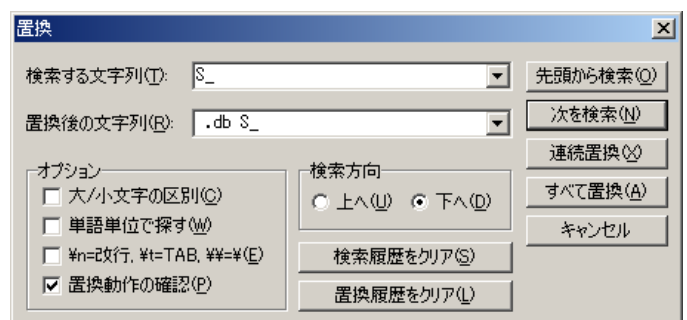 置換
検索する文字列(T): S_
先頭から検索(O)
置換後の文字列(R): .db S_
次を検索(N)
連続置換(X)
オプション
検索方向
大/小文字の区別(C)
上へ(U) 下へ(D)
すべて置換(A)
単語単位で探す(W)
キャンセル
¥n=改行, ¥t=TAB, ¥¥=¥(E)
検索履歴をクリア(S)
置換動作の確認(P)
置換履歴をクリア(L)